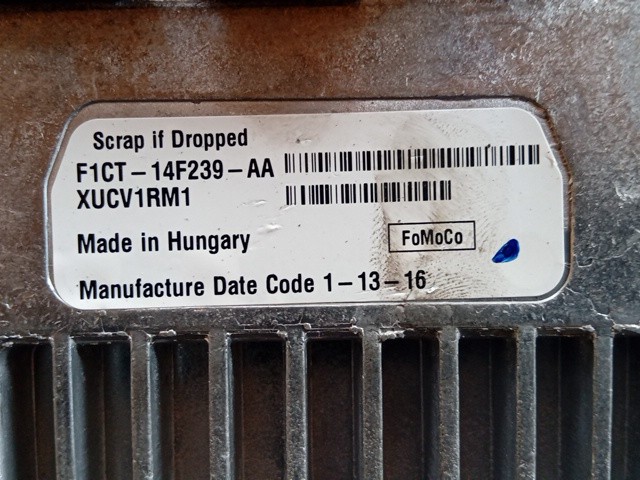 Scrap if Dropped
F1CT-14F239-AA
XUCV1RM1
Made in Hungary
FoMoCo
Manufacture Date Code 1-13-16